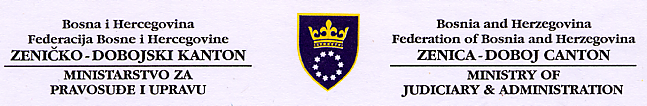 Bosna i Hercegovina
Federacija Bosne i Hercegovine
ZENIČKO - DOBOJSKI KANTON
MINISTARSTVO ZA
PRAVOSUĐE I UPRAVU
Bosnia and Herzegovina
Federation of Bosnia and Herzegovina
ZENICA - DOBOJ CANTON
MINISTRY OF
JUDICIARY & ADMINISTRATION